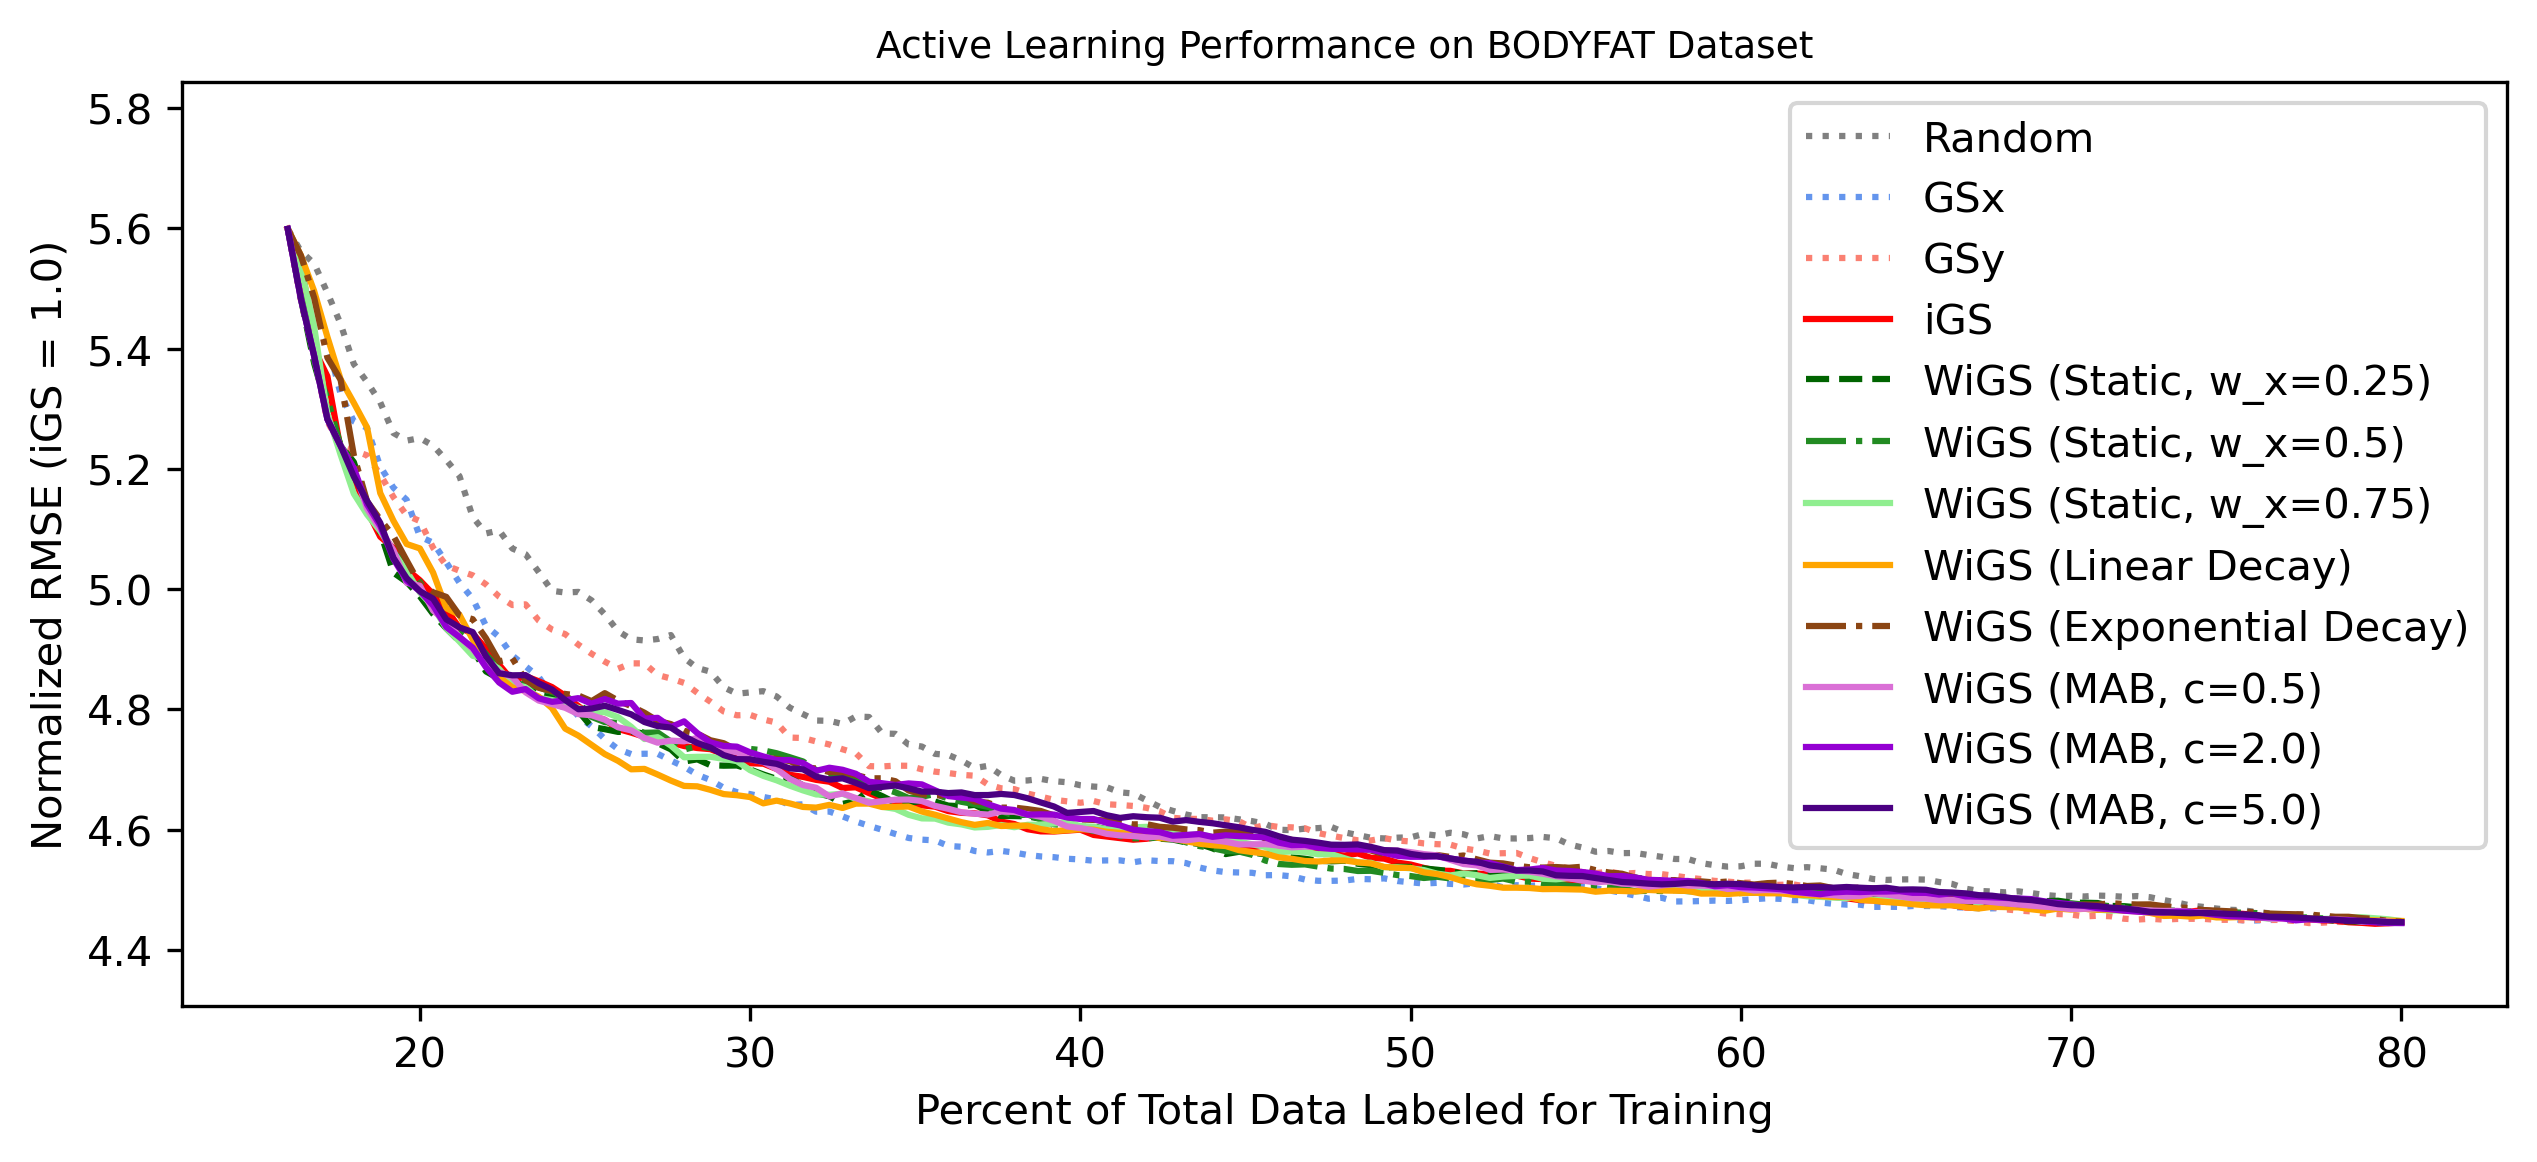 Active Learning Performance on BODYFAT Dataset
Normalized RMSE (iGS = 1.0)
5.8
5.6
5.4
5.2
5.0
4.8
4.6
4.4
Random
GSx
GSy
iGS
WiGS (Static, w_x=0.25)
WiGS (Static, w_x=0.5)
WiGS (Static, w_x=0.75)
WiGS (Linear Decay)
WiGS (Exponential Decay)
WiGS (MAB, c=0.5)
WiGS (MAB, c=2.0)
WiGS (MAB, c=5.0)
20 30 40 50 60 70 80
Percent of Total Data Labeled for Training